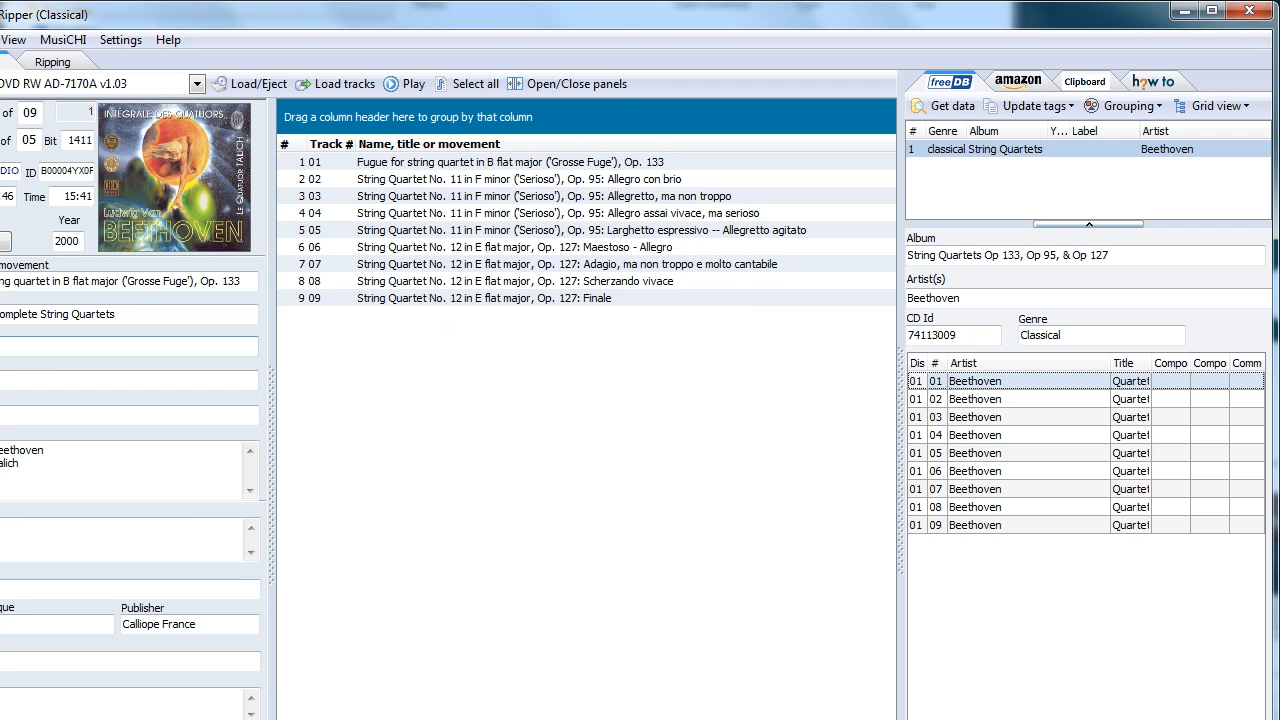 Ripper (Classical)
View MusiCHI Settings Help
Ripping
DVD RW AD-7170A v1.03
Load/Eject Load tracks Play Select all Open/Close panels
freeDB amazon Clipboard how to
Get data Update tags Grouping Grid view
of 09 1
of 05 Bit 1411
DIO ID B00004YX0F
46 Time 15:41
Year
2000
INTEGRALE DES QUATUORS
LE QUATUOR TALICH
Ludwig Van
BEETHOVEN
movement
ng quartet in B flat major ('Grosse Fuge'), Op. 133
omplete String Quartets
eethoven
alich
que Publisher
Calliope France
Drag a column header here to group by that column
# Track # Name, title or movement
1 01 Fugue for string quartet in B flat major ('Grosse Fuge'), Op. 133
2 02 String Quartet No. 11 in F minor ('Serioso'), Op. 95: Allegro con brio
3 03 String Quartet No. 11 in F minor ('Serioso'), Op. 95: Allegretto, ma non troppo
4 04 String Quartet No. 11 in F minor ('Serioso'), Op. 95: Allegro assai vivace, ma serioso
5 05 String Quartet No. 11 in F minor ('Serioso'), Op. 95: Larghetto espressivo -- Allegretto agitato
6 06 String Quartet No. 12 in E flat major, Op. 127: Maestoso - Allegro
7 07 String Quartet No. 12 in E flat major, Op. 127: Adagio, ma non troppo e molto cantabile
8 08 String Quartet No. 12 in E flat major, Op. 127: Scherzando vivace
9 09 String Quartet No. 12 in E flat major, Op. 127: Finale
# Genre Album Y... Label Artist
1 classical String Quartets Beethoven
Album
String Quartets Op 133, Op 95, & Op 127
Artist(s)
Beethoven
CD Id Genre
74113009 Classical
Dis # Artist Title Compo Compo Comm
01 01 Beethoven Quartet
01 02 Beethoven Quartet
01 03 Beethoven Quartet
01 04 Beethoven Quartet
01 05 Beethoven Quartet
01 06 Beethoven Quartet
01 07 Beethoven Quartet
01 08 Beethoven Quartet
01 09 Beethoven Quartet